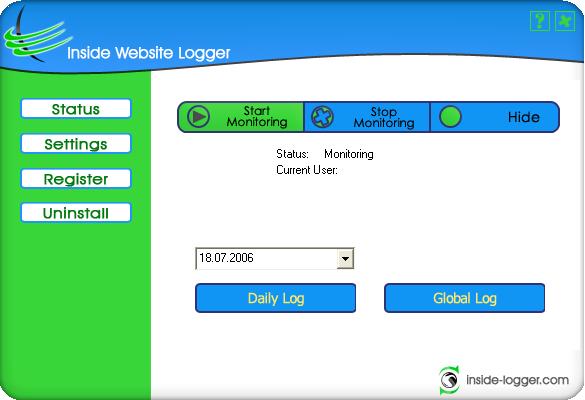 Inside Website Logger
?
Status
Settings
Register
Uninstall
Start
Monitoring
Stop
Monitoring
Hide
Status: Monitoring
Current User:
18.07.2006
Daily Log
Global Log
inside-logger.com